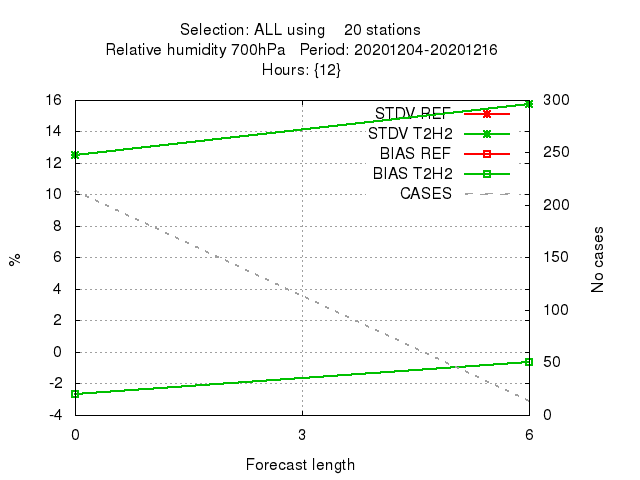 Selection: ALL using    20 stations
Relative humidity 700hPa   Period: 20201204-20201216
Hours: {12}
16
14
12
10
8
6
4
2
0
-2
-4
%
STDV REF
STDV T2H2
BIAS REF
BIAS T2H2
CASES
300
250
200
150
100
50
0
No cases
0
3
6
Forecast length